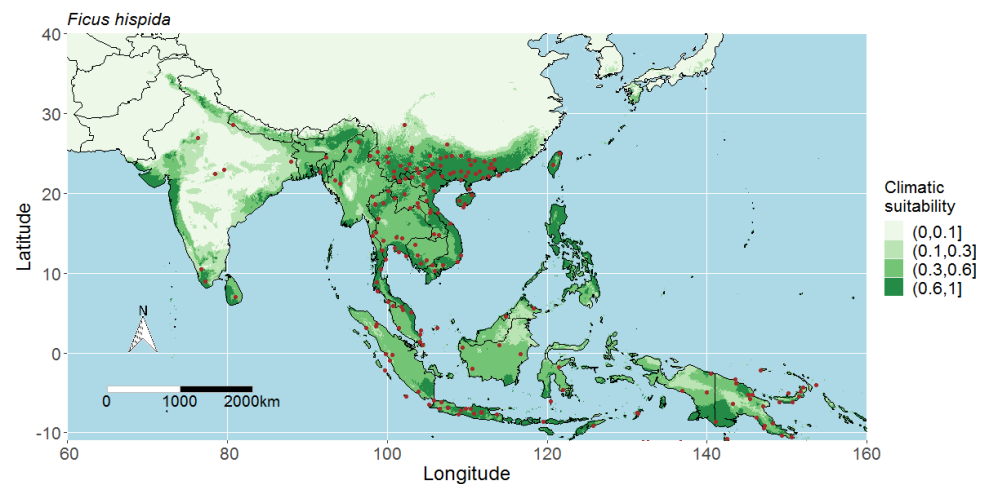 Ficus hispida
40
30
20
10
0
-10
Latitude
N
0 1000 2000km
60 80 100 120 140 160
Longitude
Climatic
suitability
(0,0.1]
(0.1,0.3]
(0.3,0.6]
(0.6,1]